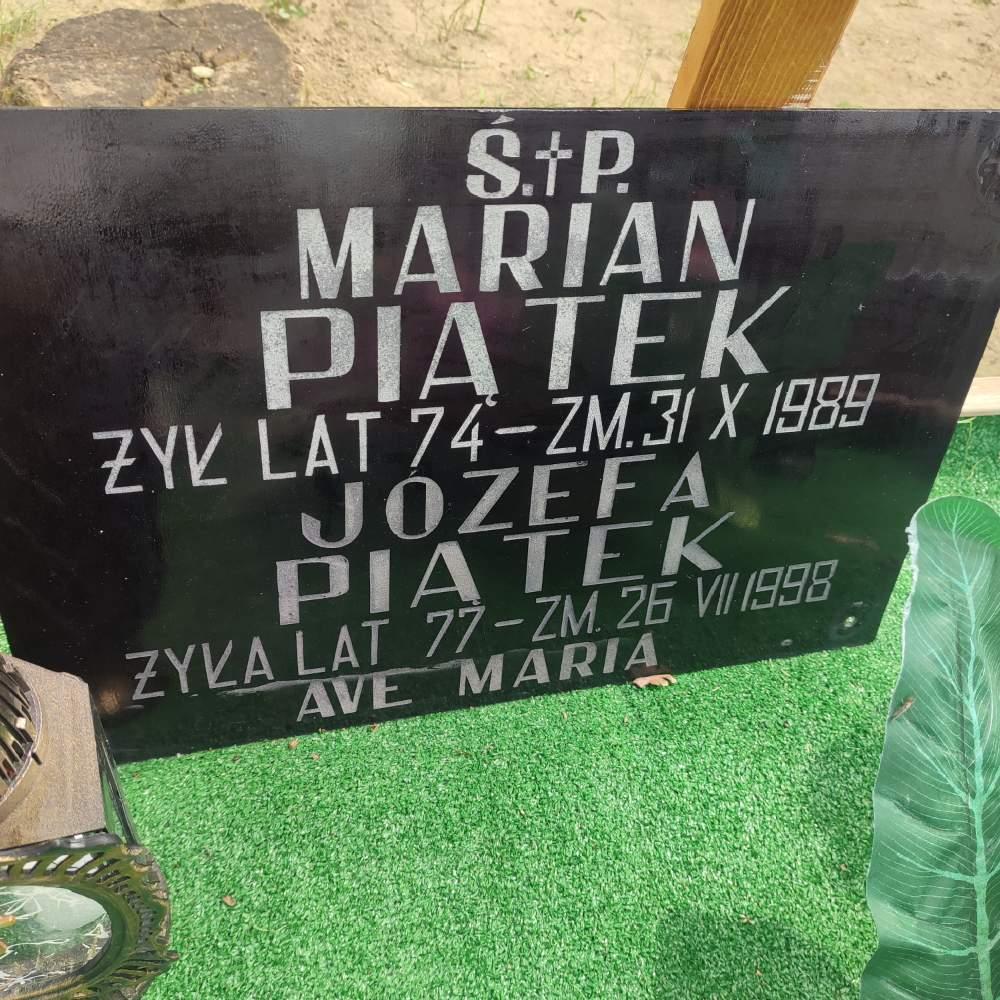 Ś.†P.
MARIAN
PIĄTEK
ŻYŁ LAT 74 – ZM. 31 X 1989
JÓZEFA
PIĄTEK
ŻYŁA LAT 77 – ZM. 26 VII 1998
AVE MARIA